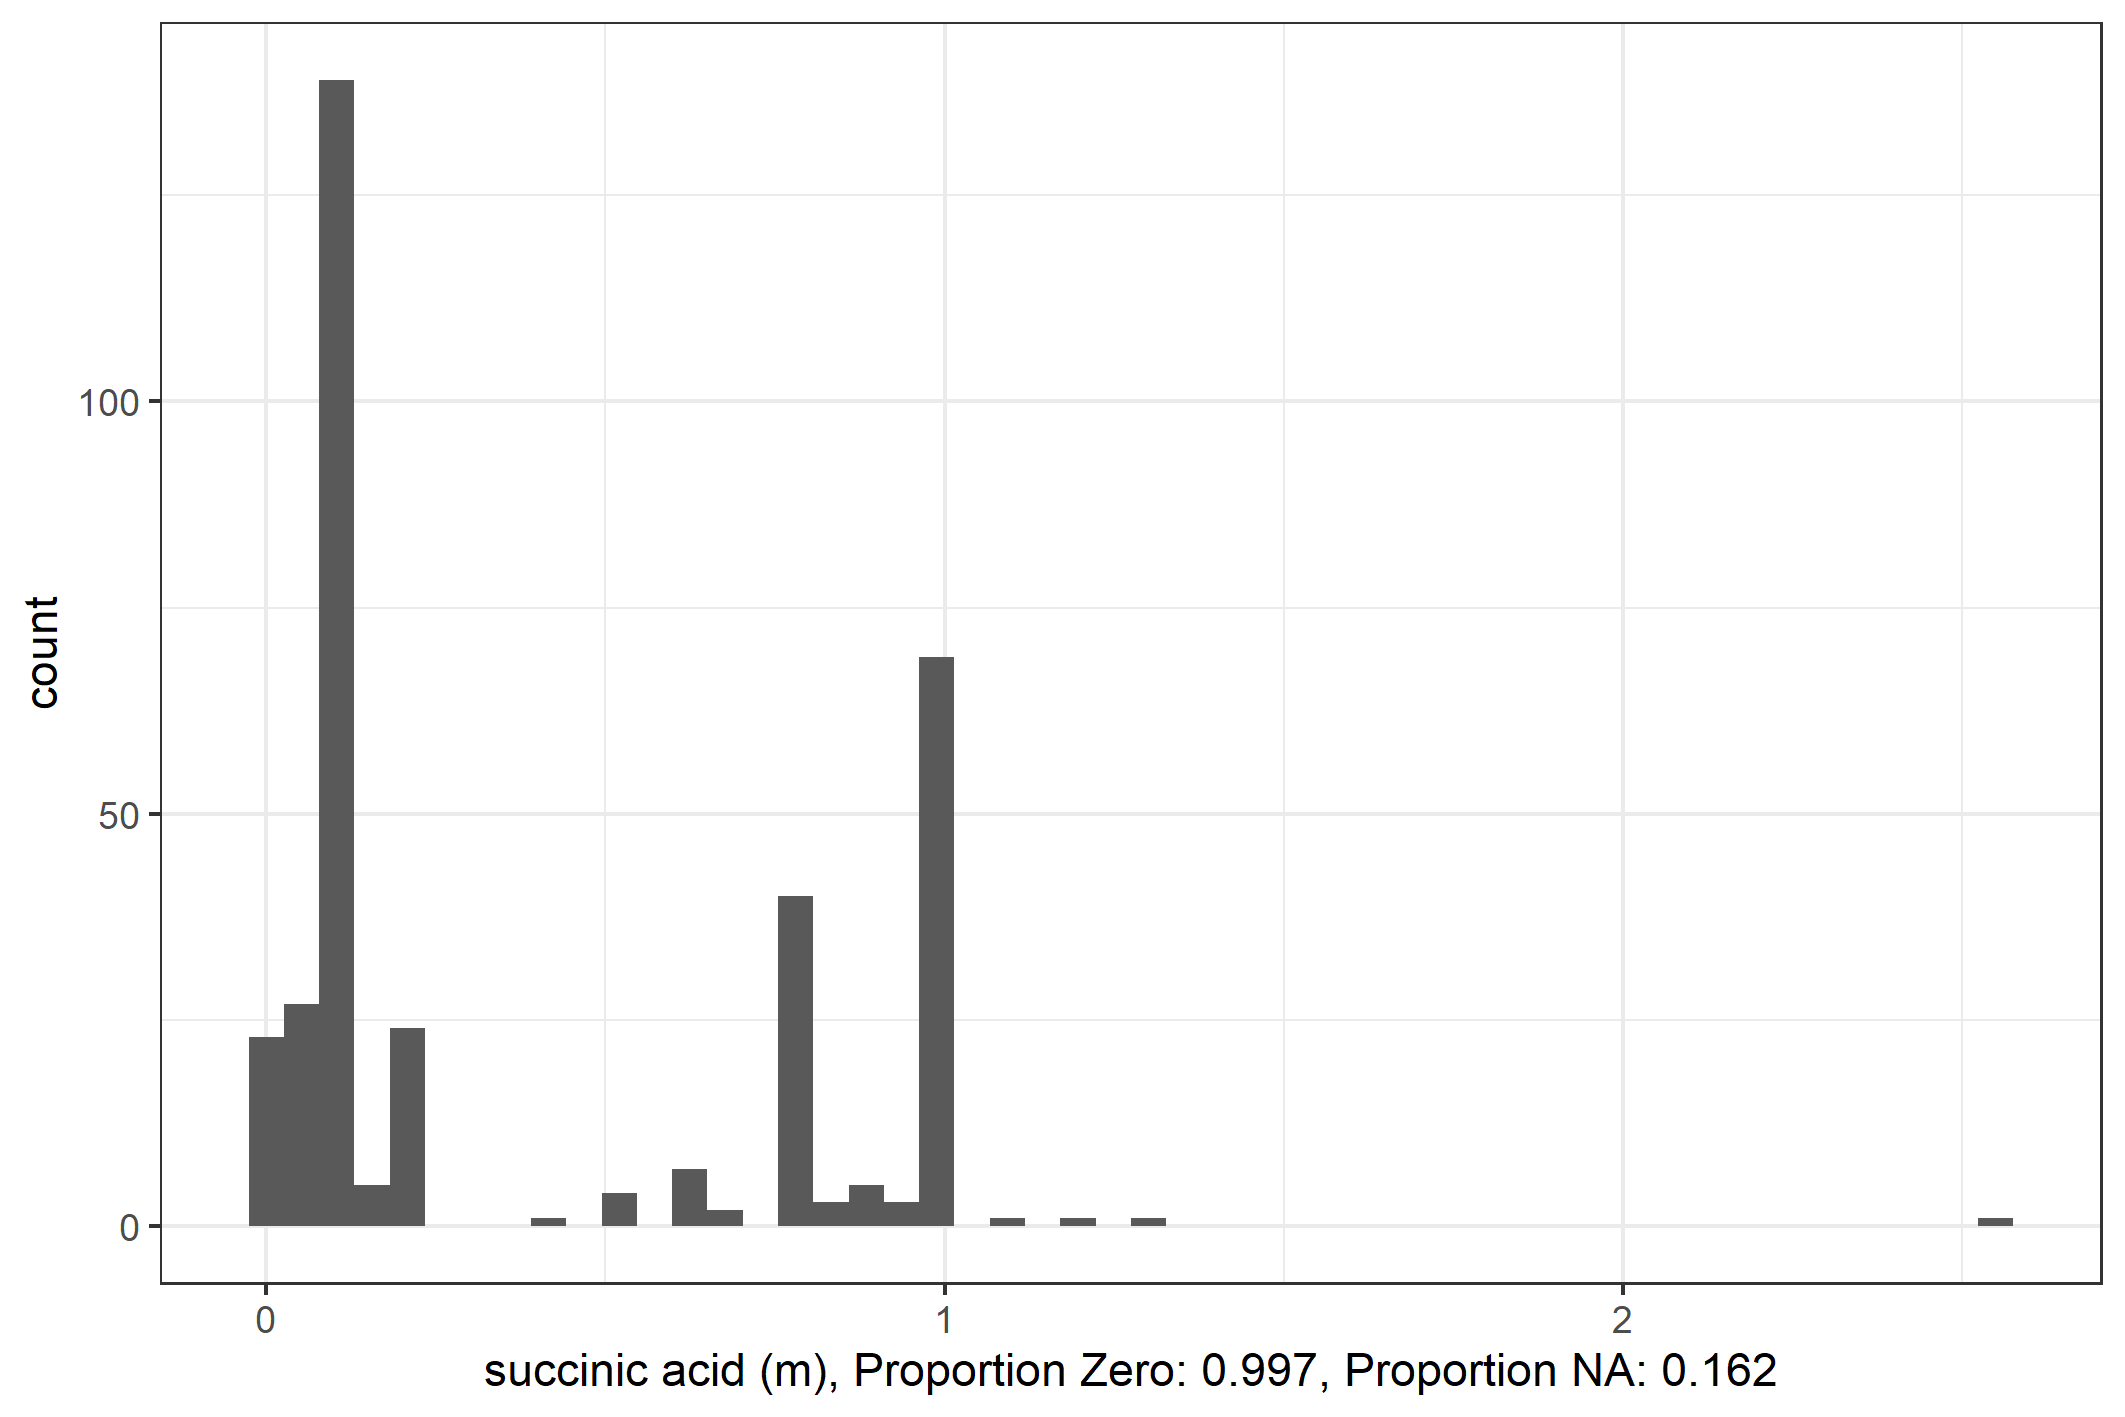 100
50
0
count
0 1 2
succinic acid (m), Proportion Zero: 0.997, Proportion NA: 0.162